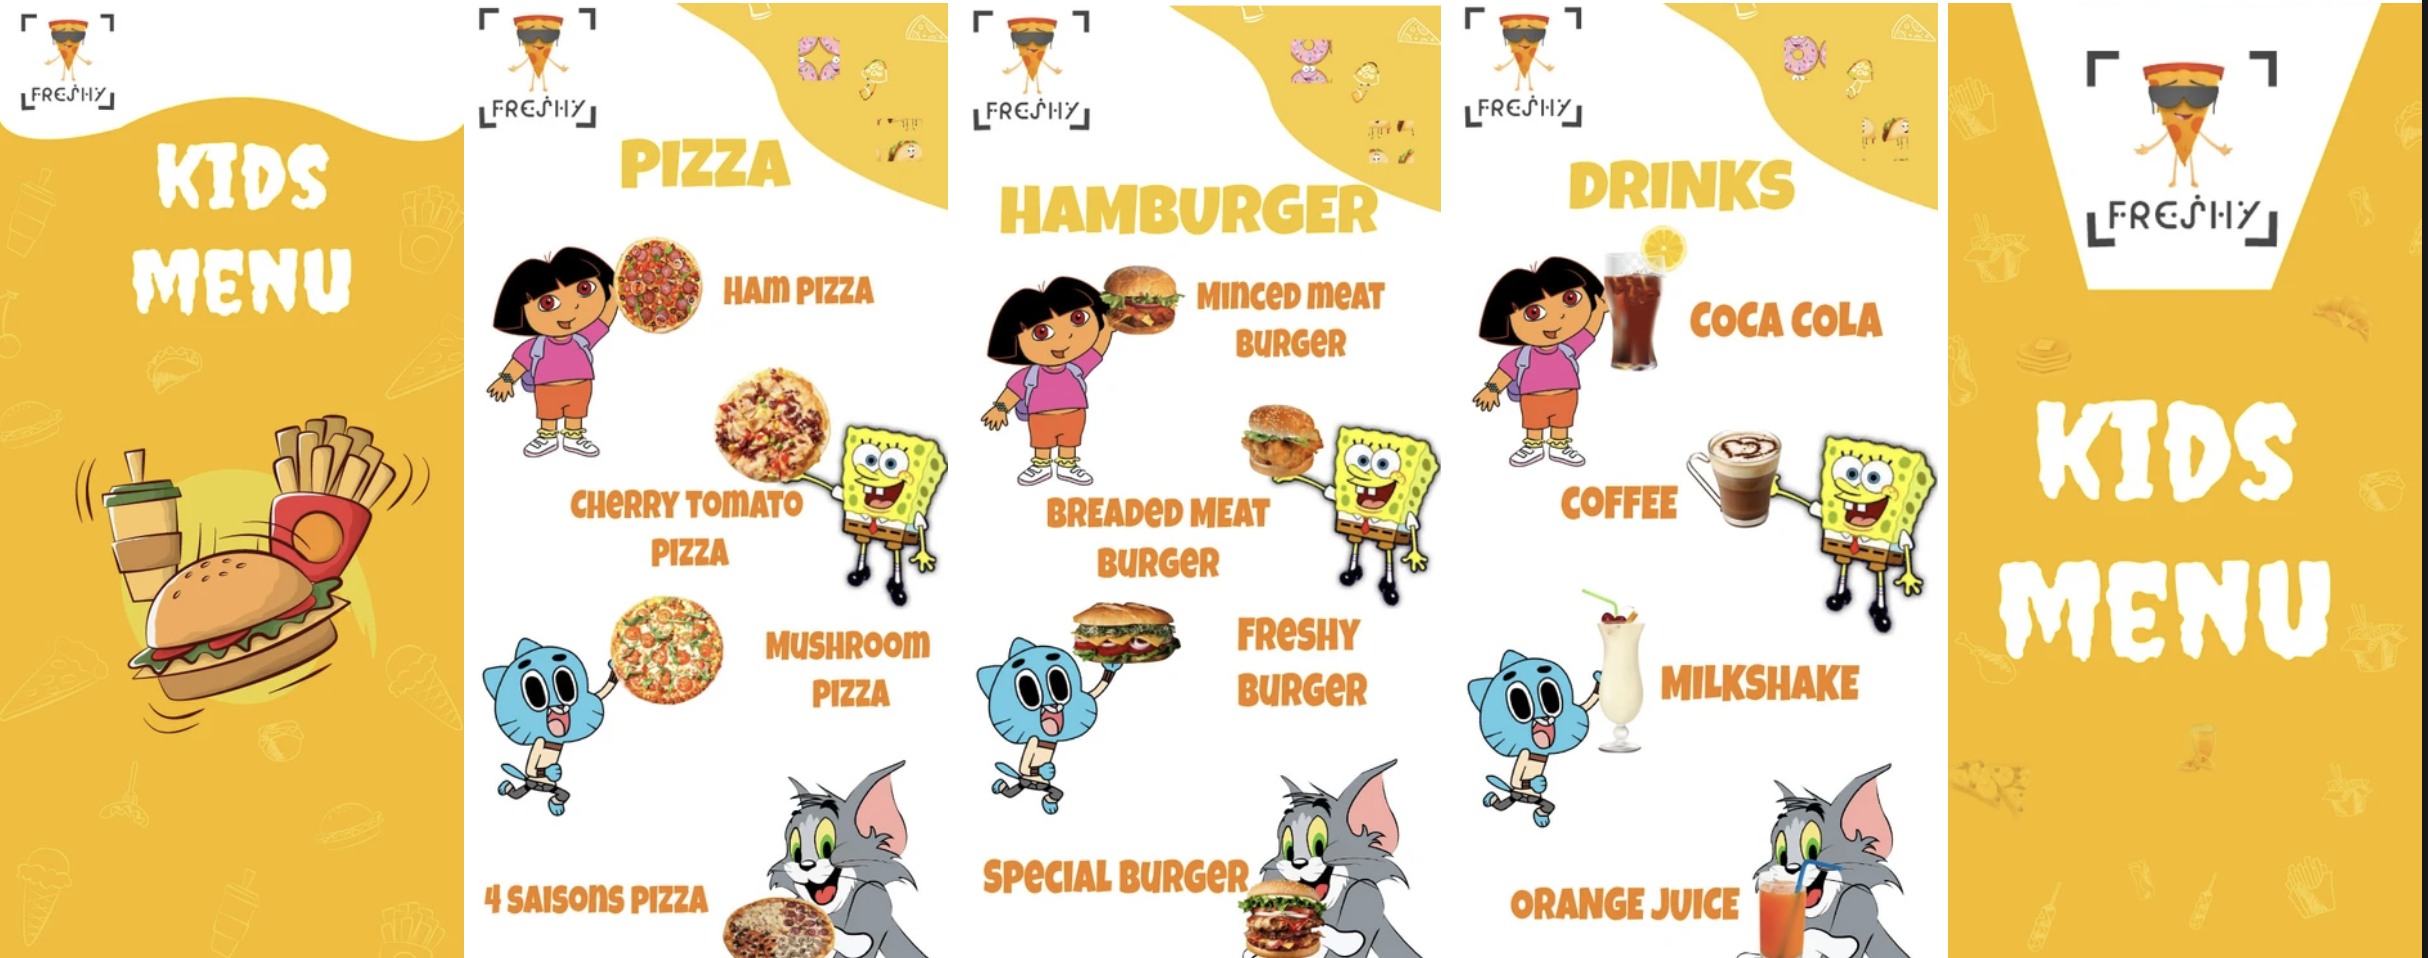 FRESHY
KIDS
MENU
FRESHY
PIZZA
HAM PIZZA
CHERRY TOMATO
PIZZA
MUSHROOM
PIZZA
4 SAISONS PIZZA
FRESHY
HAMBURGER
MINCED MEAT
BURGER
BREADED MEAT
BURGER
FRESHY
BURGER
SPECIAL BURGER
FRESHY
DRINKS
COCA COLA
COFFEE
MILKSHAKE
ORANGE JUICE
FRESHY
KIDS
MENU